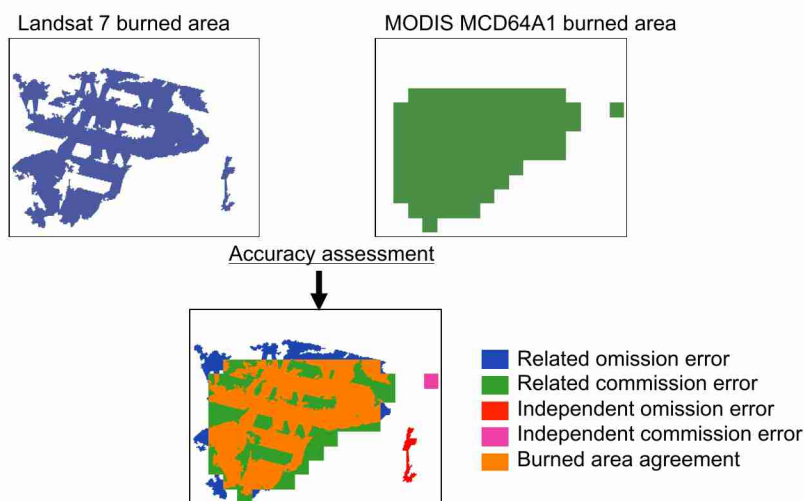 Landsat 7 burned area
MODIS MCD64A1 burned area
Accuracy assessment
Related omission error
Related commission error
Independent omission error
Independent commission error
Burned area agreement